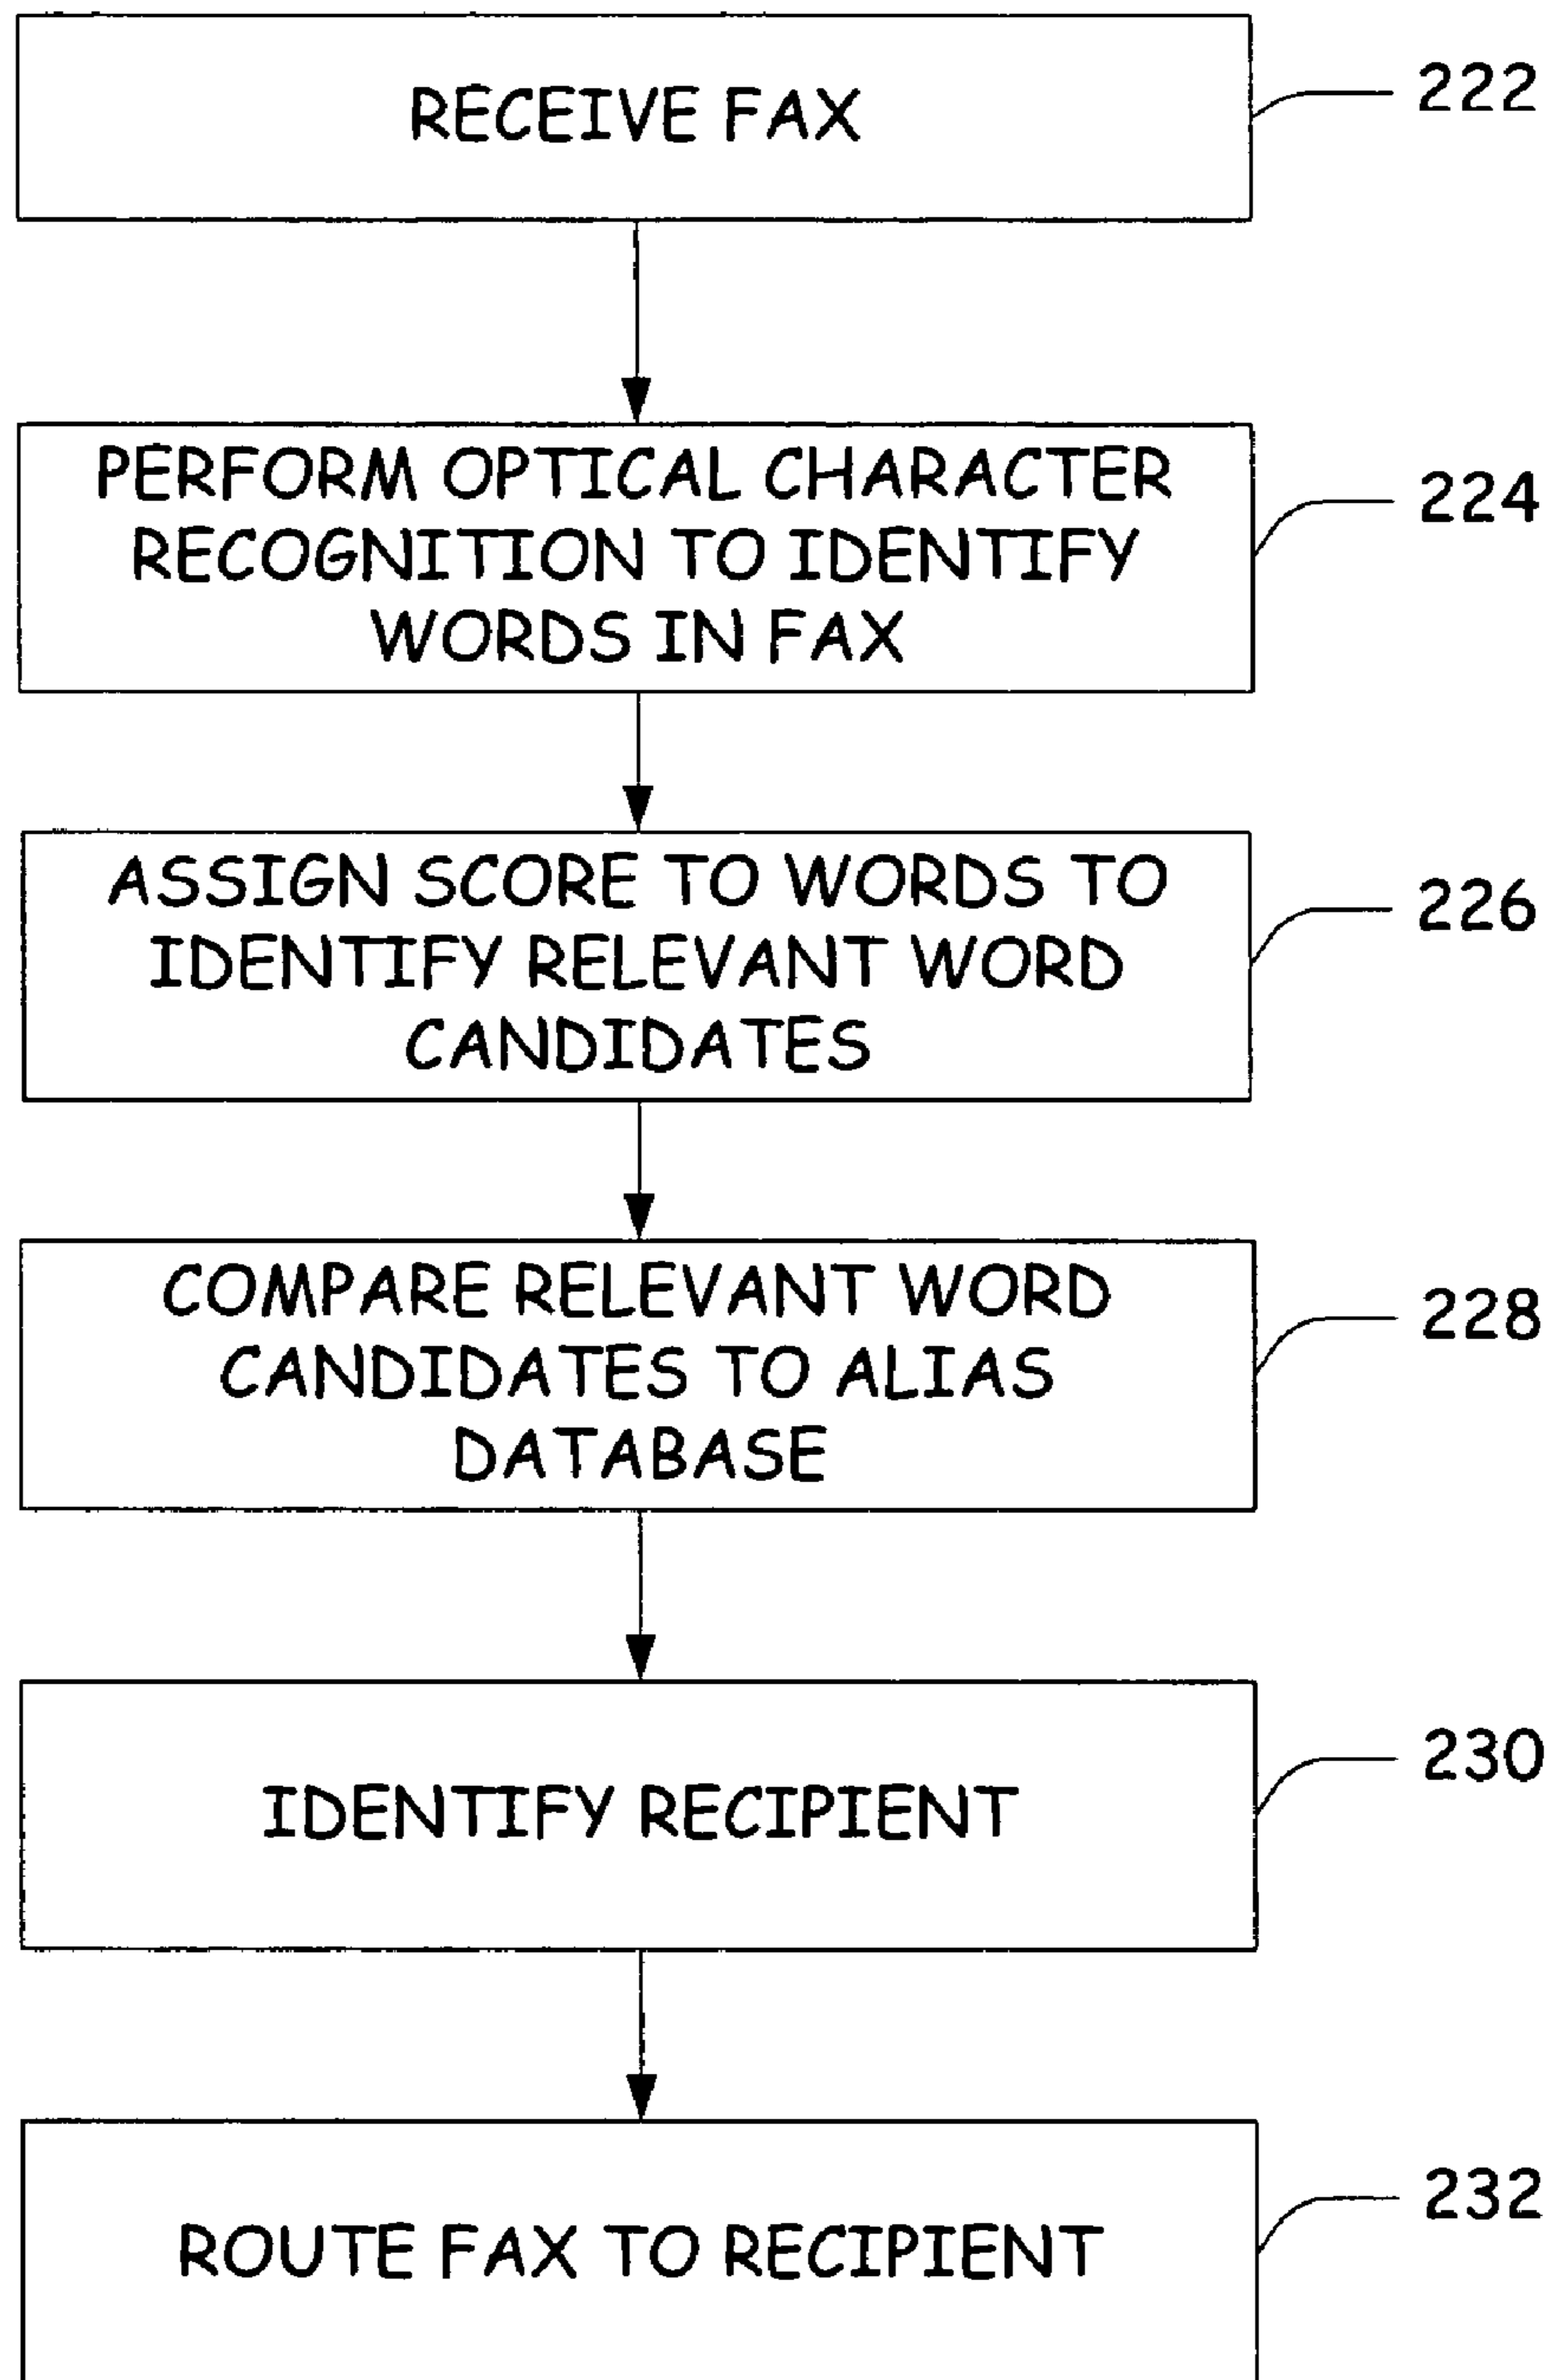 RECEIVE FAX
222
PERFORM OPTICAL CHARACTER
RECOGNITION TO IDENTIFY
WORDS IN FAX
224
ASSIGN SCORE TO WORDS TO
IDENTIFY RELEVANT WORD
CANDIDATES
226
COMPARE RELEVANT WORD
CANDIDATES TO ALIAS
DATABASE
228
IDENTIFY RECIPIENT
230
ROUTE FAX TO RECIPIENT
232